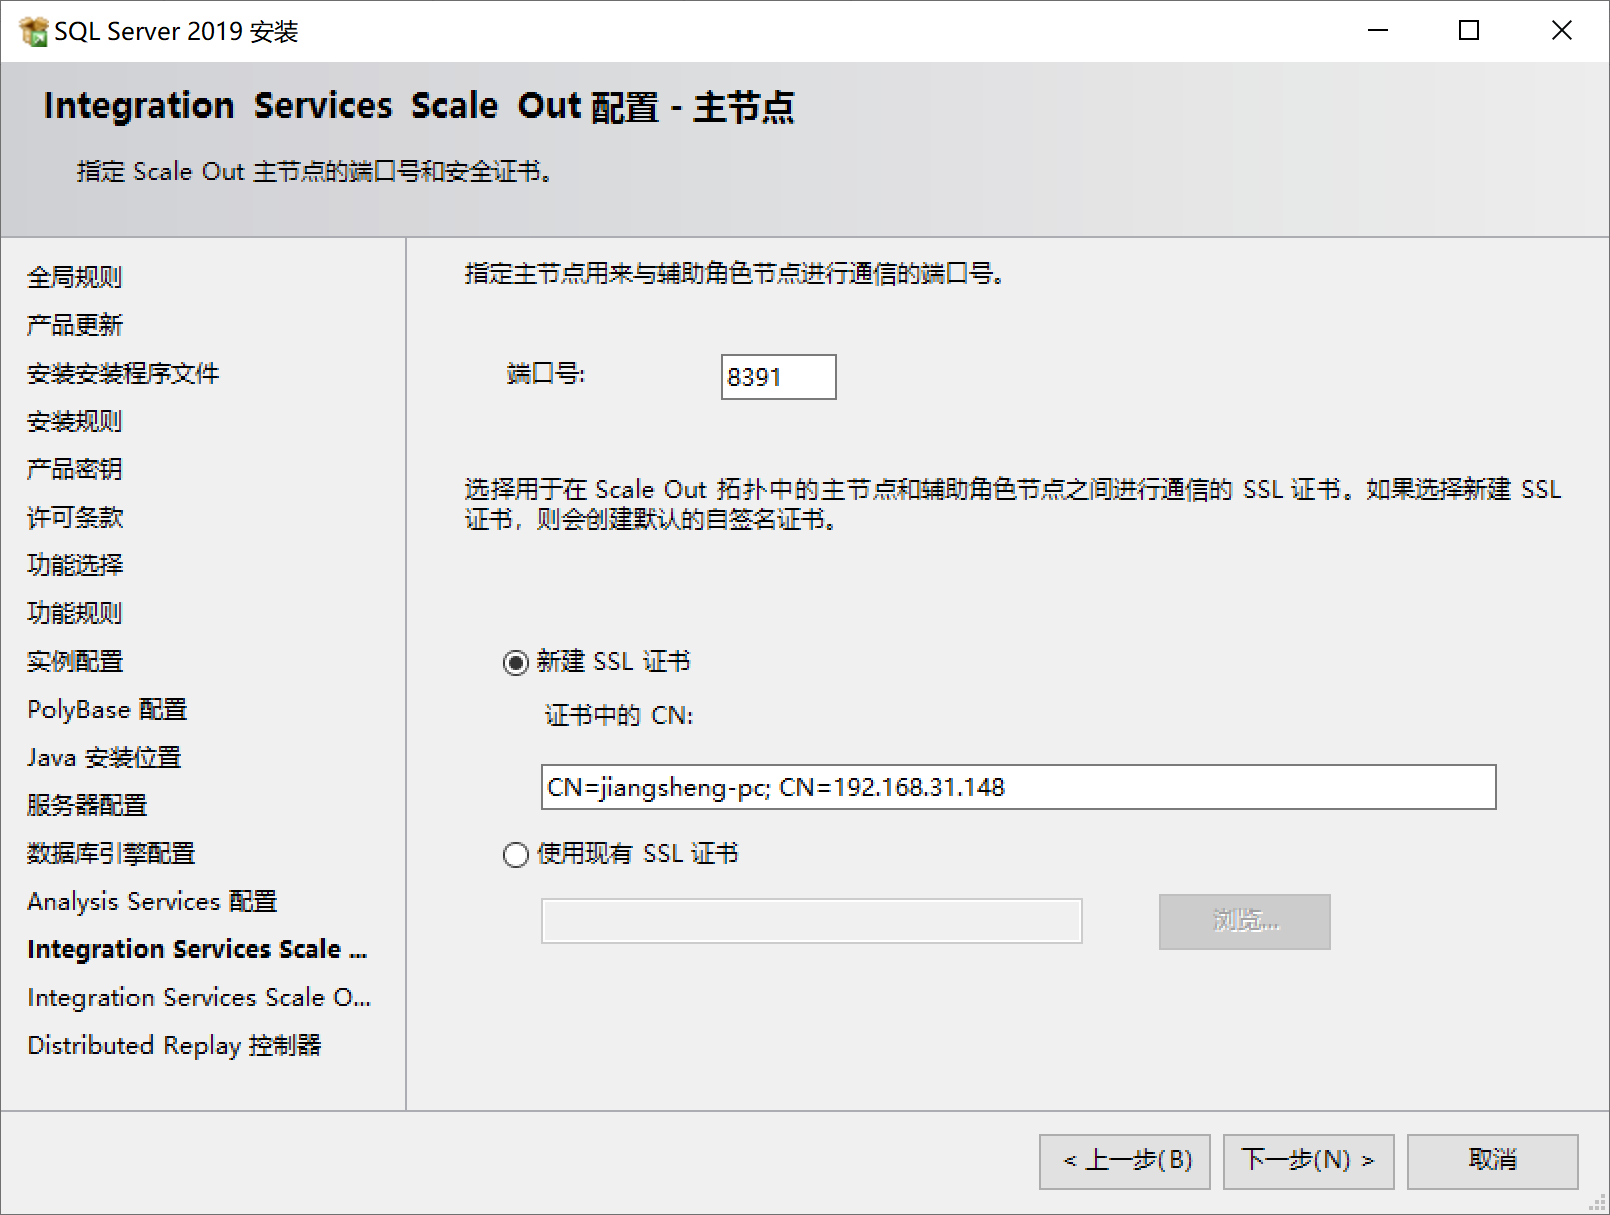 SQL Server 2019 安装
Integration Services Scale Out 配置 - 主节点
指定 Scale Out 主节点的端口号和安全证书。
全局规则
产品更新
安装安装程序文件
安装规则
产品密钥
许可条款
功能选择
功能规则
实例配置
PolyBase 配置
Java 安装位置
服务器配置
数据库引擎配置
Analysis Services 配置
Integration Services Scale ...
Integration Services Scale O...
Distributed Replay 控制器
指定主节点用来与辅助角色节点进行通信的端口号。
端口号:
8391
选择用于在 Scale Out 拓扑中的主节点和辅助角色节点之间进行通信的 SSL 证书。如果选择新建 SSL
证书，则会创建默认的自签名证书。
新建 SSL 证书
证书中的 CN:
CN=jiangsheng-pc; CN=192.168.31.148
使用现有 SSL 证书
浏览...
< 上一步(B)
下一步(N) >
取消